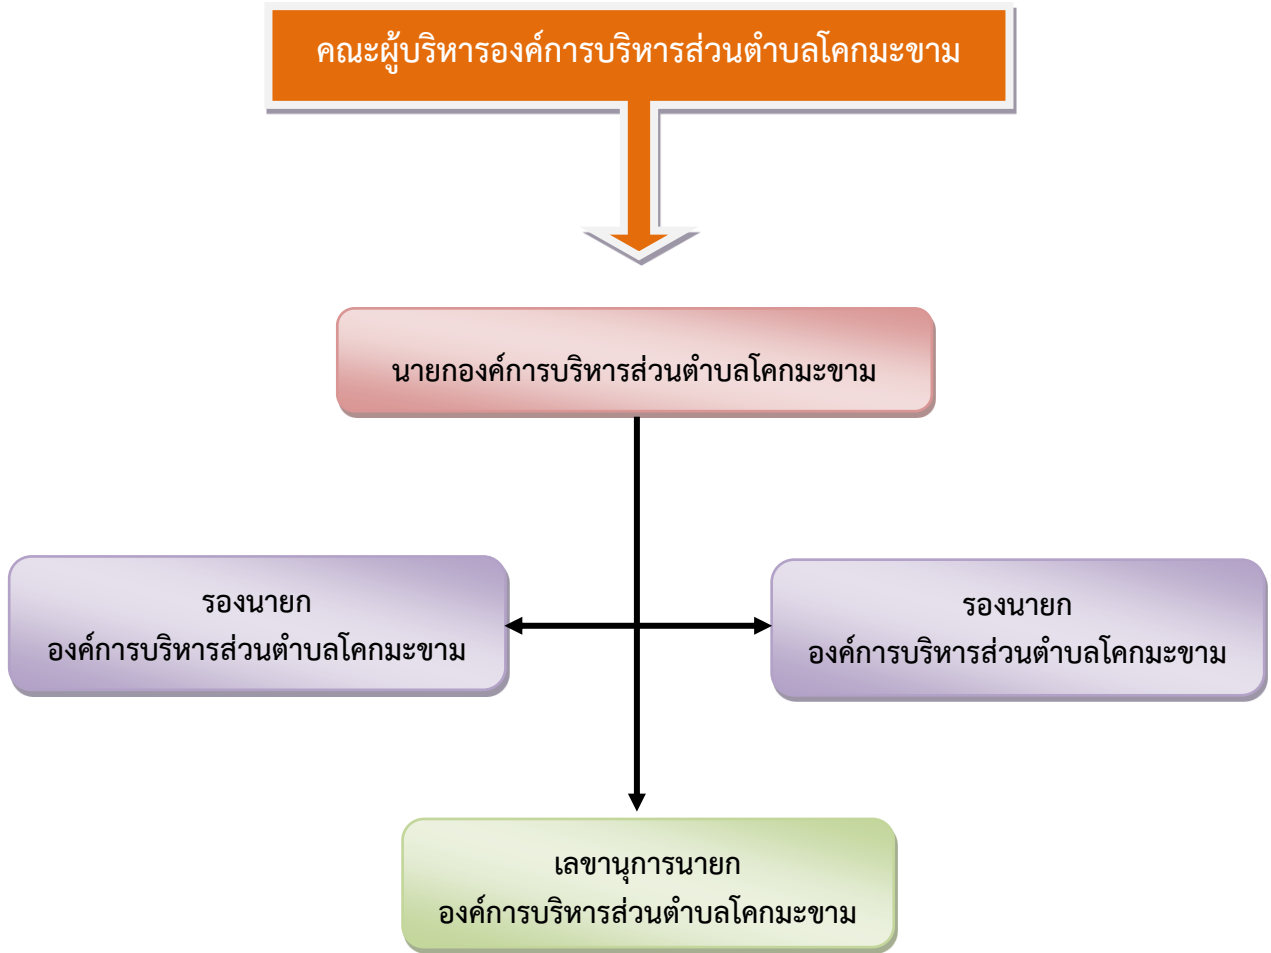 คณะผู้บริหารองค์การบริหารส่วนตำบลโคกมะขาม
นายกองค์การบริหารส่วนตำบลโคกมะขาม
รองนายก
องค์การบริหารส่วนตำบลโคกมะขาม
รองนายก
องค์การบริหารส่วนตำบลโคกมะขาม
เลขานุการนายก
องค์การบริหารส่วนตำบลโคกมะขาม